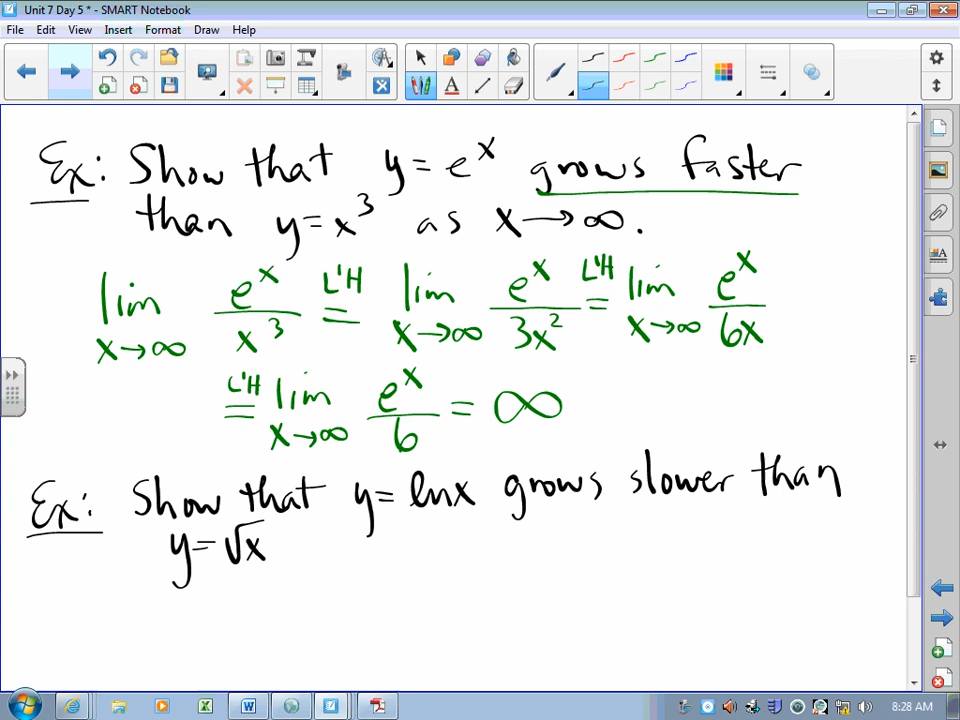 Unit 7 Day 5 * - SMART Notebook
File Edit View Insert Format Draw Help
Ex: Show that y = e^x grows faster
than y = x^3 as x → ∞.
lim x→∞ e^x / x^3 L'H = lim x→∞ e^x / 3x^2 L'H = lim x→∞ e^x / 6x
L'H = lim x→∞ e^x / 6 = ∞
Ex: Show that y = lnx grows slower than
y = √x
8:28 AM